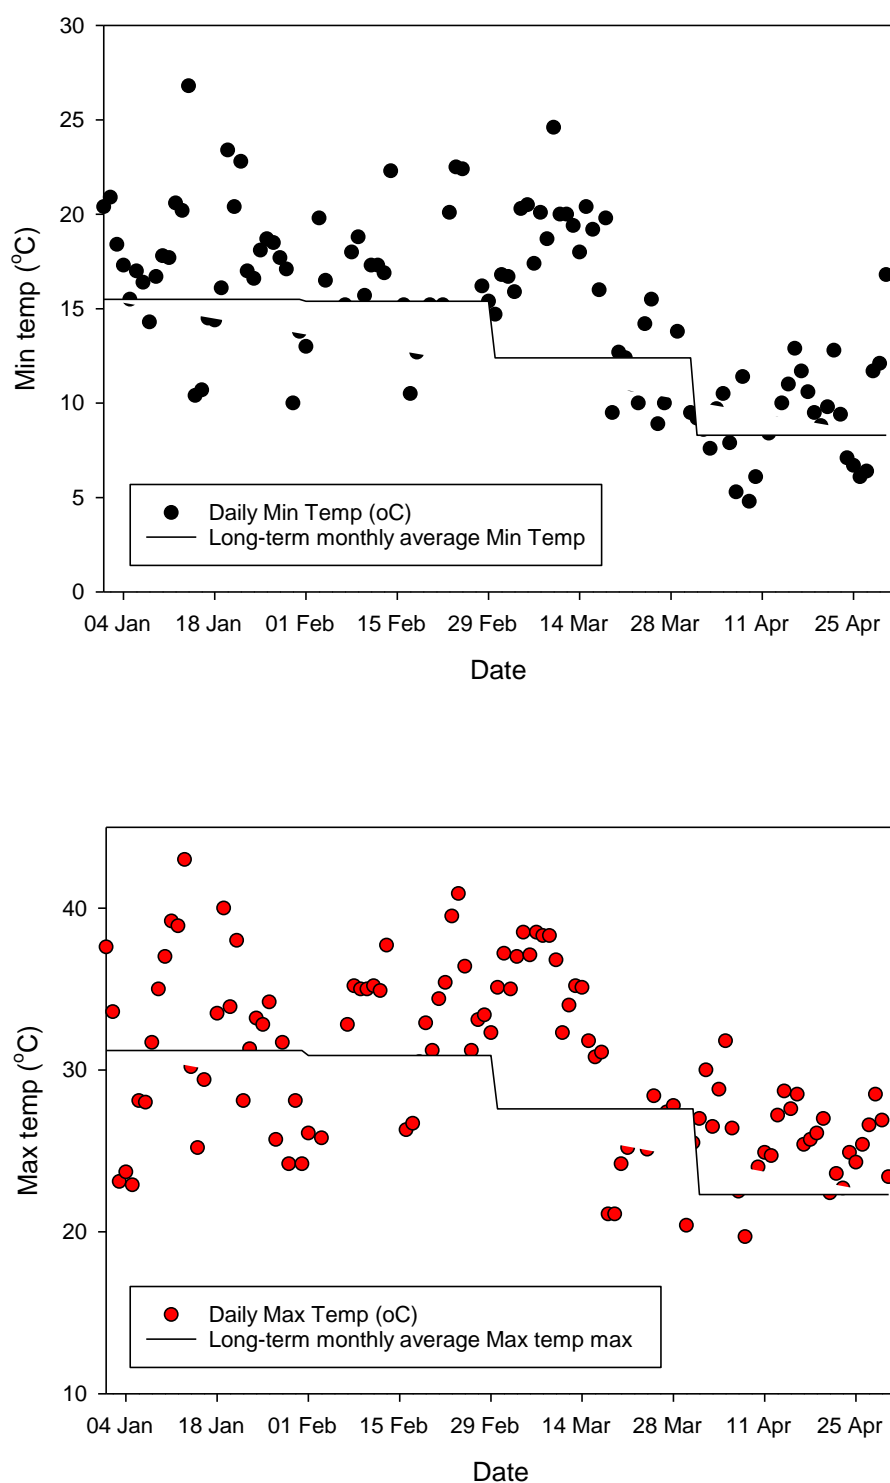 30
25
20
15
10
5
0
Min temp (°C)
Daily Min Temp (oC)
Long-term monthly average Min Temp
04 Jan 18 Jan 01 Feb 15 Feb 29 Feb 14 Mar 28 Mar 11 Apr 25 Apr
Date
40
30
20
10
Max temp (°C)
Daily Max Temp (oC)
Long-term monthly average Max temp max
04 Jan 18 Jan 01 Feb 15 Feb 29 Feb 14 Mar 28 Mar 11 Apr 25 Apr
Date